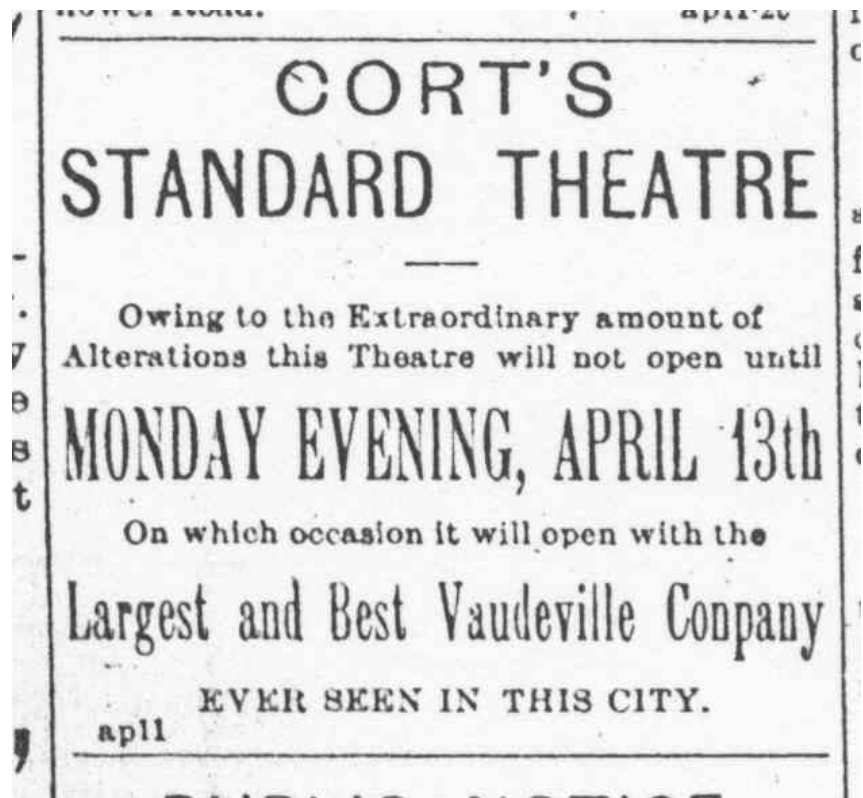 CORT'S
STANDARD THEATRE
Owing to the Extraordinary amount of
Alterations this Theatre will not open until
MONDAY EVENING, APRIL 13th
On which occasion it will open with the
Largest and Best Vaudeville Conpany
EVER SEEN IN THIS CITY.
ap11